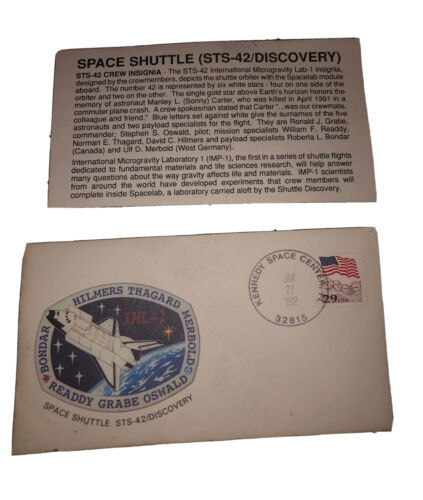 SPACE SHUTTLE (STS-42/DISCOVERY)
STS-42 CREW INSIGNIA - The STS-42 International Microgravity Lab-1 insignia,
designed by the crewmembers, depicts the shuttle orbiter with the Spacelab module
aboard. The number 42 is represented by six white stars - four on one side of the
orbiter and two on the other. The single gold star above Earth's horizon honors the
memory of astronaut Manley L. (Sonny) Carter, who was killed in April 1991 in a
commuter plane crash. A crew spokesman stated that Carter "...was our crewmate,
colleague and friend." Blue letters set against white give the surnames of the five
astronauts and two payload specialists for the flight. They are Ronald J. Grabe,
commander; Stephen S. Oswald, pilot; mission specialists William F. Readdy,
Norman E. Thagard, David C. Hilmers and payload specialists Roberta L. Bondar
(Canada) and Ulf D. Merbold (West Germany).
International Microgravity Laboratory 1 (IMP-1), the first in a series of shuttle flights
dedicated to fundamental materials and life sciences research, will help answer
many questions about the way gravity affects life and materials. IMP-1 scientists
from around the world have developed experiments that crew members will
complete inside Spacelab, a laboratory carried aloft by the Shuttle Discovery.
KENNEDY SPACE CENTER
JAN
22
1992
32815
29
BONDAR HILMERS THAGARD MERBOLD
IML-1
READDY GRABE OSWALD
SPACE SHUTTLE STS-42/DISCOVERY